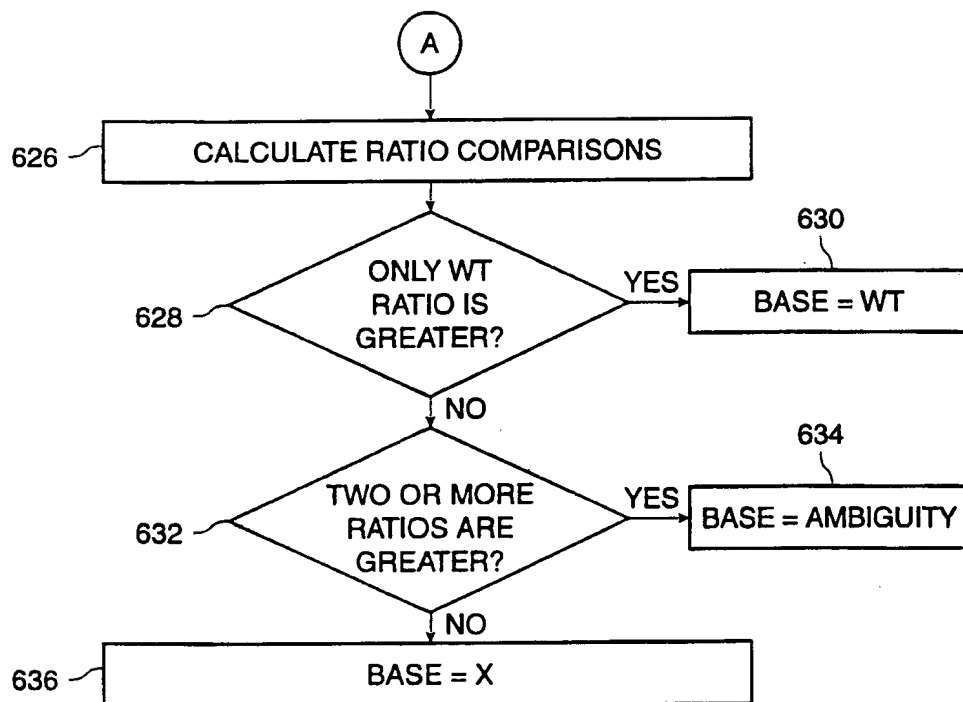 A
626
CALCULATE RATIO COMPARISONS
628
ONLY WT
RATIO IS
GREATER?
YES
630
BASE = WT
NO
632
TWO OR MORE
RATIOS ARE
GREATER?
YES
634
BASE = AMBIGUITY
NO
636
BASE = X